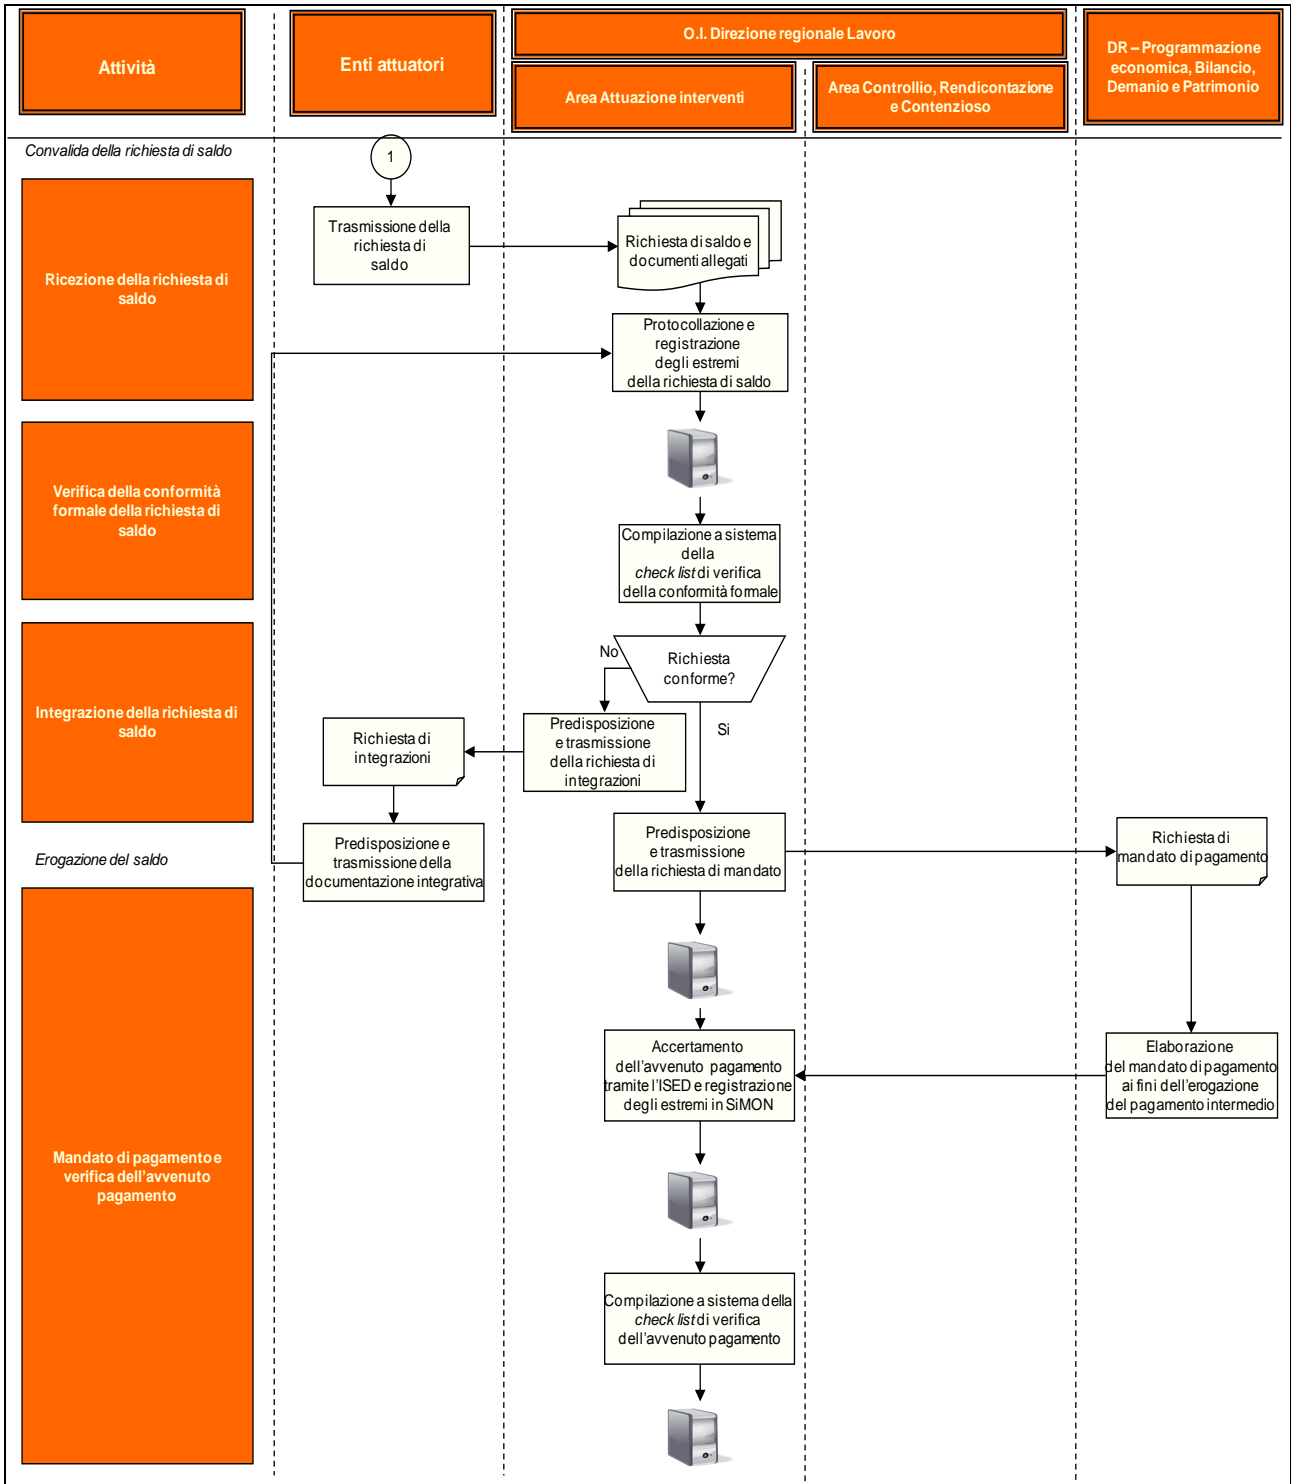 Attività
Enti attuatori
O.I. Direzione regionale Lavoro
Area Attuazione interventi
Area Controllio, Rendicontazione
e Contenzioso
DR – Programmazione
economica, Bilancio,
Demanio e Patrimonio
Convalida della richiesta di saldo
1
Ricezione della richiesta di
saldo
Trasmissione della
richiesta di
saldo
Richiesta di saldo e
documenti allegati
Protocollazione e
registrazione
degli estremi
della richiesta di saldo
Verifica della conformità
formale della richiesta di
saldo
Compilazione a sistema
della
check list di verifica
della conformità formale
Integrazione della richiesta di
saldo
Richiesta
conforme?
No
Si
Predisposizione
e trasmissione
della richiesta di
integrazioni
Richiesta di
integrazioni
Predisposizione e
trasmissione della
documentazione integrativa
Erogazione del saldo
Predisposizione
e trasmissione
della richiesta di mandato
Richiesta di
mandato di pagamento
Mandato di pagamento e
verifica dell'avvenuto
pagamento
Accertamento
dell'avvenuto pagamento
tramite l'ISED e registrazione
degli estremi in SiMON
Elaborazione
del mandato di pagamento
ai fini dell'erogazione
del pagamento intermedio
Compilazione a sistema della
check list di verifica
dell'avvenuto pagamento